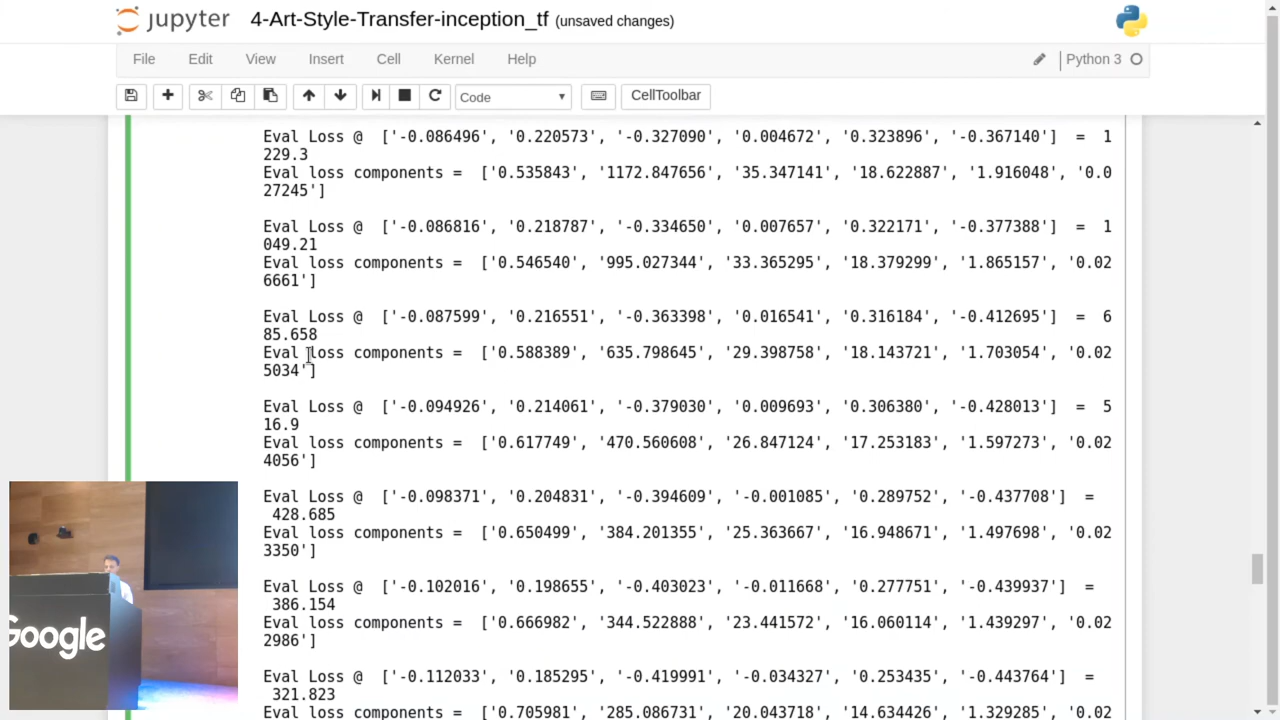 jupyter 4-Art-Style-Transfer-inception_tf (unsaved changes)
File Edit View Insert Cell Kernel Help Python 3
Code CellToolbar
Eval Loss @  ['-0.086496', '0.220573', '-0.327090', '0.004672', '0.323896', '-0.367140']  =  1
229.3
Eval loss components =  ['0.535843', '1172.847656', '35.347141', '18.622887', '1.916048', '0.0
27245']
Eval Loss @  ['-0.086816', '0.218787', '-0.334650', '0.007657', '0.322171', '-0.377388']  =  1
049.21
Eval loss components =  ['0.546540', '995.027344', '33.365295', '18.379299', '1.865157', '0.02
6661']
Eval Loss @  ['-0.087599', '0.216551', '-0.363398', '0.016541', '0.316184', '-0.412695']  =  6
85.658
Eval loss components =  ['0.588389', '635.798645', '29.398758', '18.143721', '1.703054', '0.02
5034']
Eval Loss @  ['-0.094926', '0.214061', '-0.379030', '0.009693', '0.306380', '-0.428013']  =  5
16.9
Eval loss components =  ['0.617749', '470.560608', '26.847124', '17.253183', '1.597273', '0.02
4056']
Eval Loss @  ['-0.098371', '0.204831', '-0.394609', '-0.001085', '0.289752', '-0.437708']  =
428.685
Eval loss components =  ['0.650499', '384.201355', '25.363667', '16.948671', '1.497698', '0.02
3350']
Eval Loss @  ['-0.102016', '0.198655', '-0.403023', '-0.011668', '0.277751', '-0.439937']  =
386.154
Eval loss components =  ['0.666982', '344.522888', '23.441572', '16.060114', '1.439297', '0.02
2986']
Eval Loss @  ['-0.112033', '0.185295', '-0.419991', '-0.034327', '0.253435', '-0.443764']  =
321.823
Eval loss components =  ['0.705981', '285.086731', '20.043718', '14.634426', '1.329285', '0.02
Google